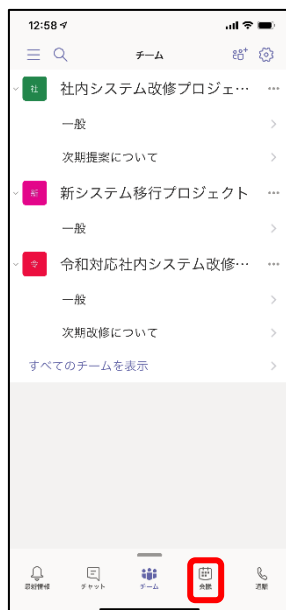 12:58
チーム
社 社内システム改修プロジェ… …
一般
次期提案について
新 新システム移行プロジェクト …
一般
令 令和対応社内システム改修… …
一般
次期改修について
すべてのチームを表示
最新情報 チャット チーム 会議 通話